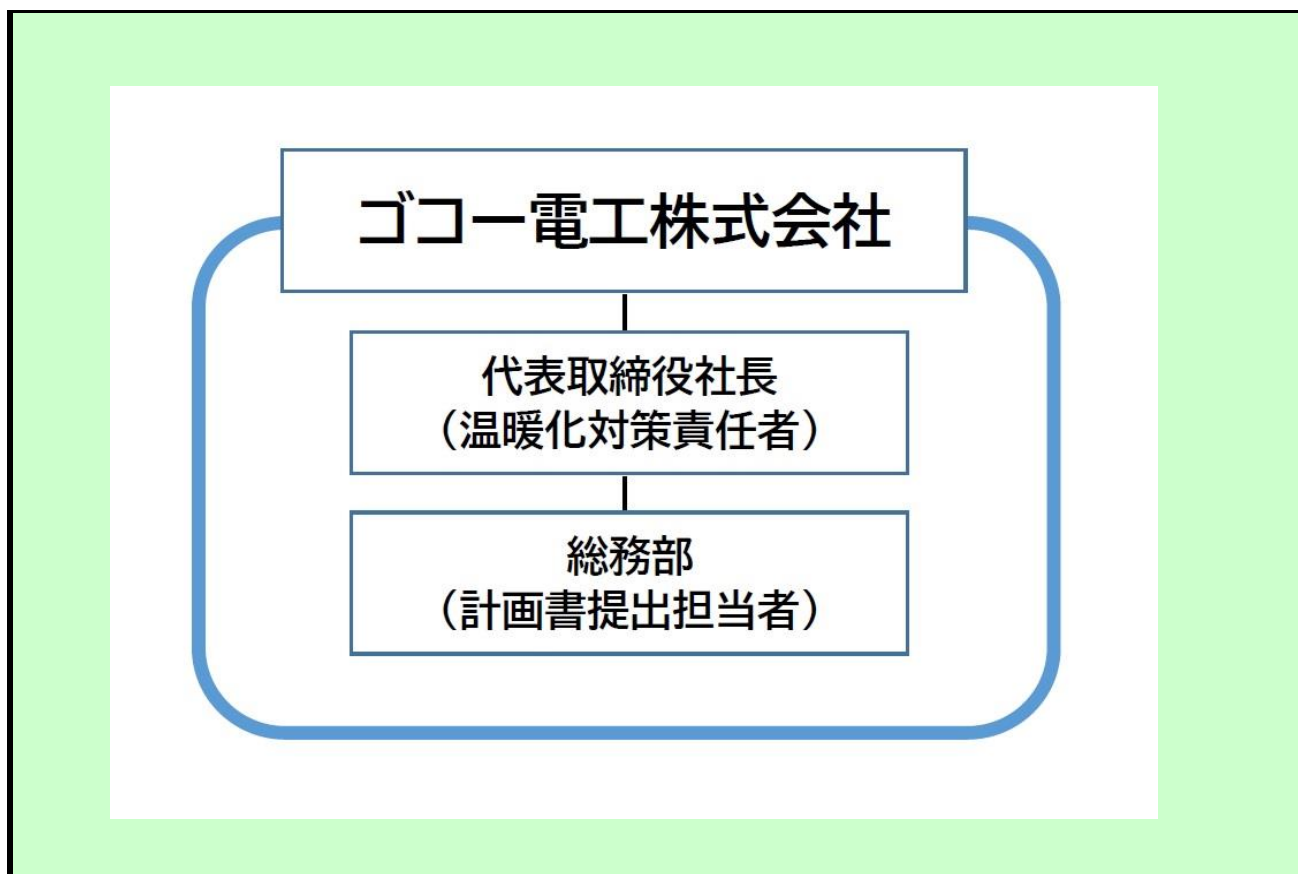 ゴコー電工株式会社
代表取締役社長
（温暖化対策責任者）
総務部
（計画書提出担当者）